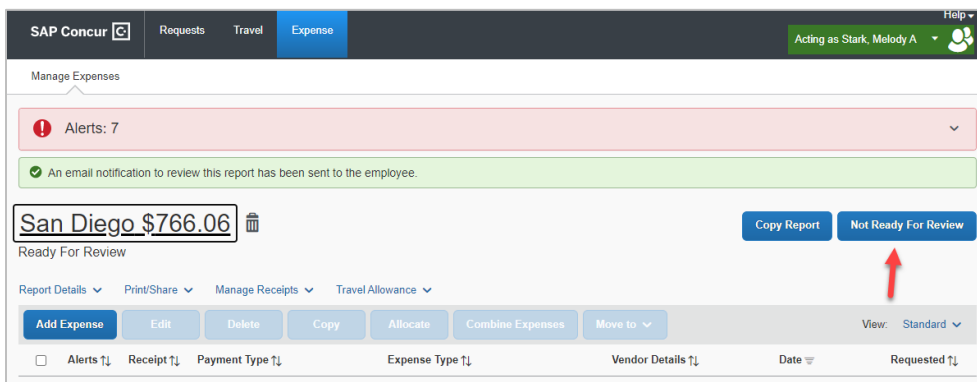 Help
SAP Concur C Requests Travel Expense
Acting as Stark, Melody A
Manage Expenses
Alerts: 7
An email notification to review this report has been sent to the employee.
San Diego $766.06
Copy Report Not Ready For Review
Ready For Review
Report Details Print/Share Manage Receipts Travel Allowance
Add Expense Edit Delete Copy Allocate Combine Expenses Move to View: Standard
Alerts Receipt Payment Type Expense Type Vendor Details Date Requested